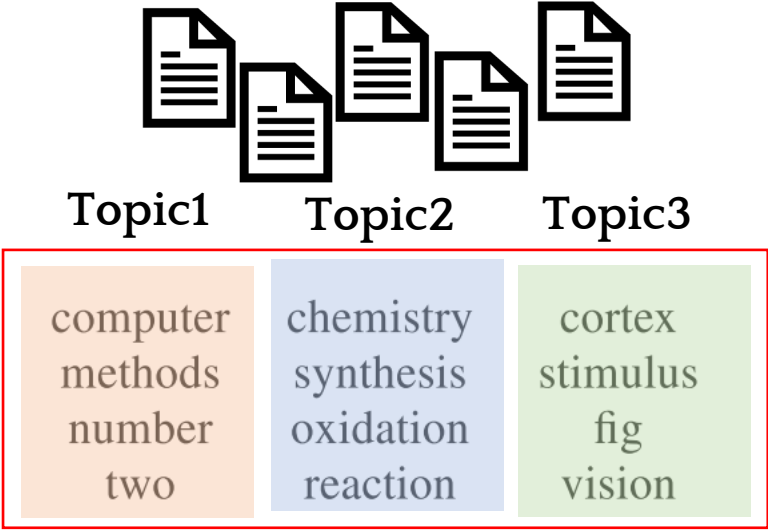 Topic1
Topic2
Topic3
computer
methods
number
two
chemistry
synthesis
oxidation
reaction
cortex
stimulus
fig
vision